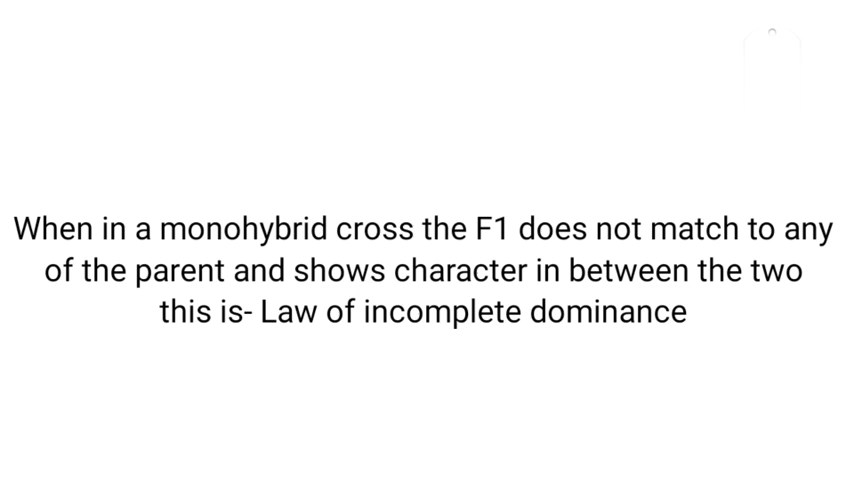 When in a monohybrid cross the F1 does not match to any
of the parent and shows character in between the two
this is- Law of incomplete dominance